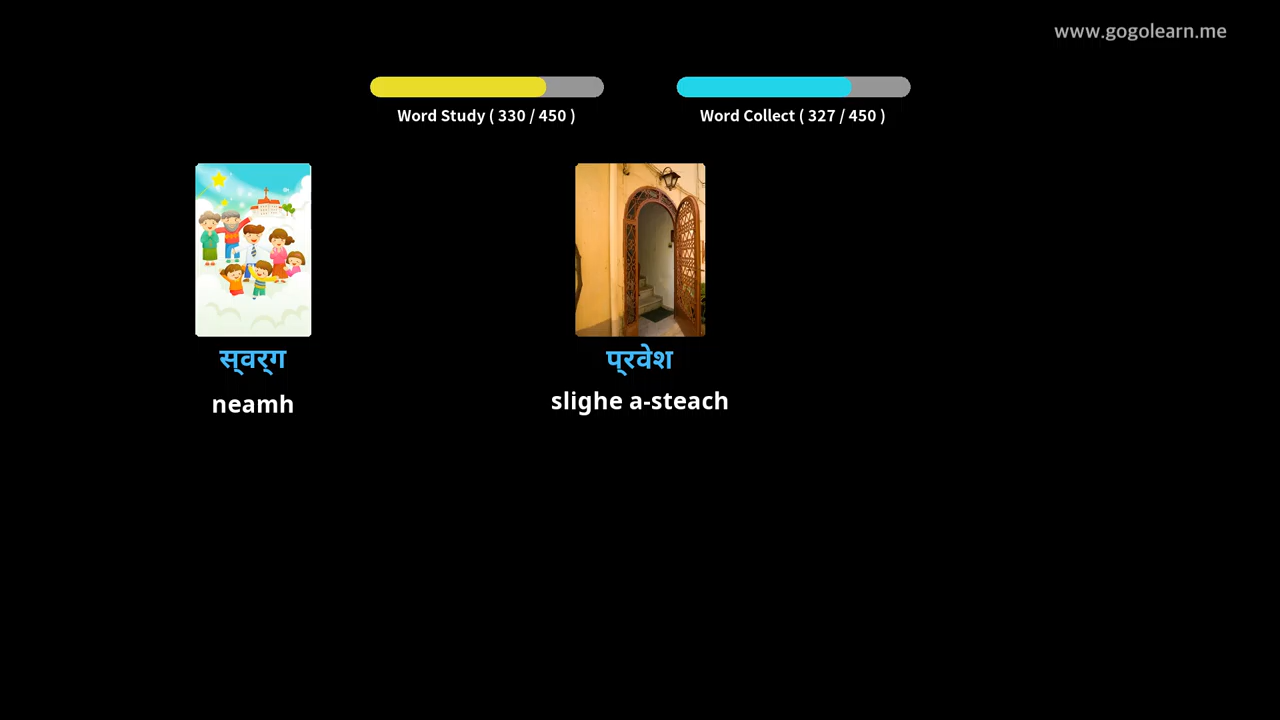 www.gogolearn.me
Word Study ( 330 / 450 )
Word Collect ( 327 / 450 )
स्वर्ग
neamh
प्रवेश
slighe a-steach